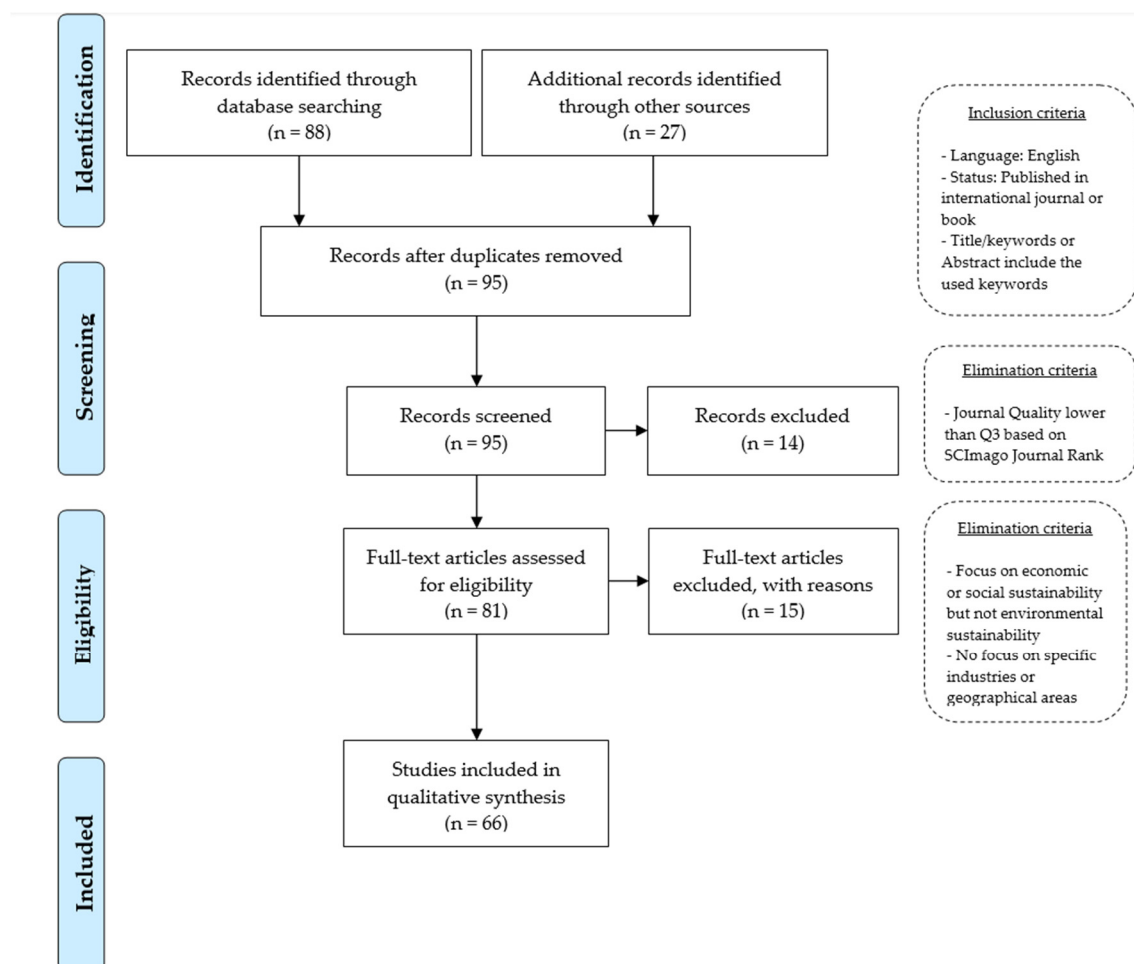 Identification
Records identified through
database searching
(n = 88)
Additional records identified
through other sources
(n = 27)
Inclusion criteria
- Language: English
- Status: Published in
international journal or
book
- Title/keywords or
Abstract include the
used keywords
Records after duplicates removed
(n = 95)
Screening
Records screened
(n = 95)
Records excluded
(n = 14)
Elimination criteria
- Journal Quality lower
than Q3 based on
SCImago Journal Rank
Eligibility
Full-text articles assessed
for eligibility
(n = 81)
Full-text articles
excluded, with reasons
(n = 15)
Elimination criteria
- Focus on economic
or social sustainability
but not environmental
sustainability
- No focus on specific
industries or
geographical areas
Included
Studies included in
qualitative synthesis
(n = 66)